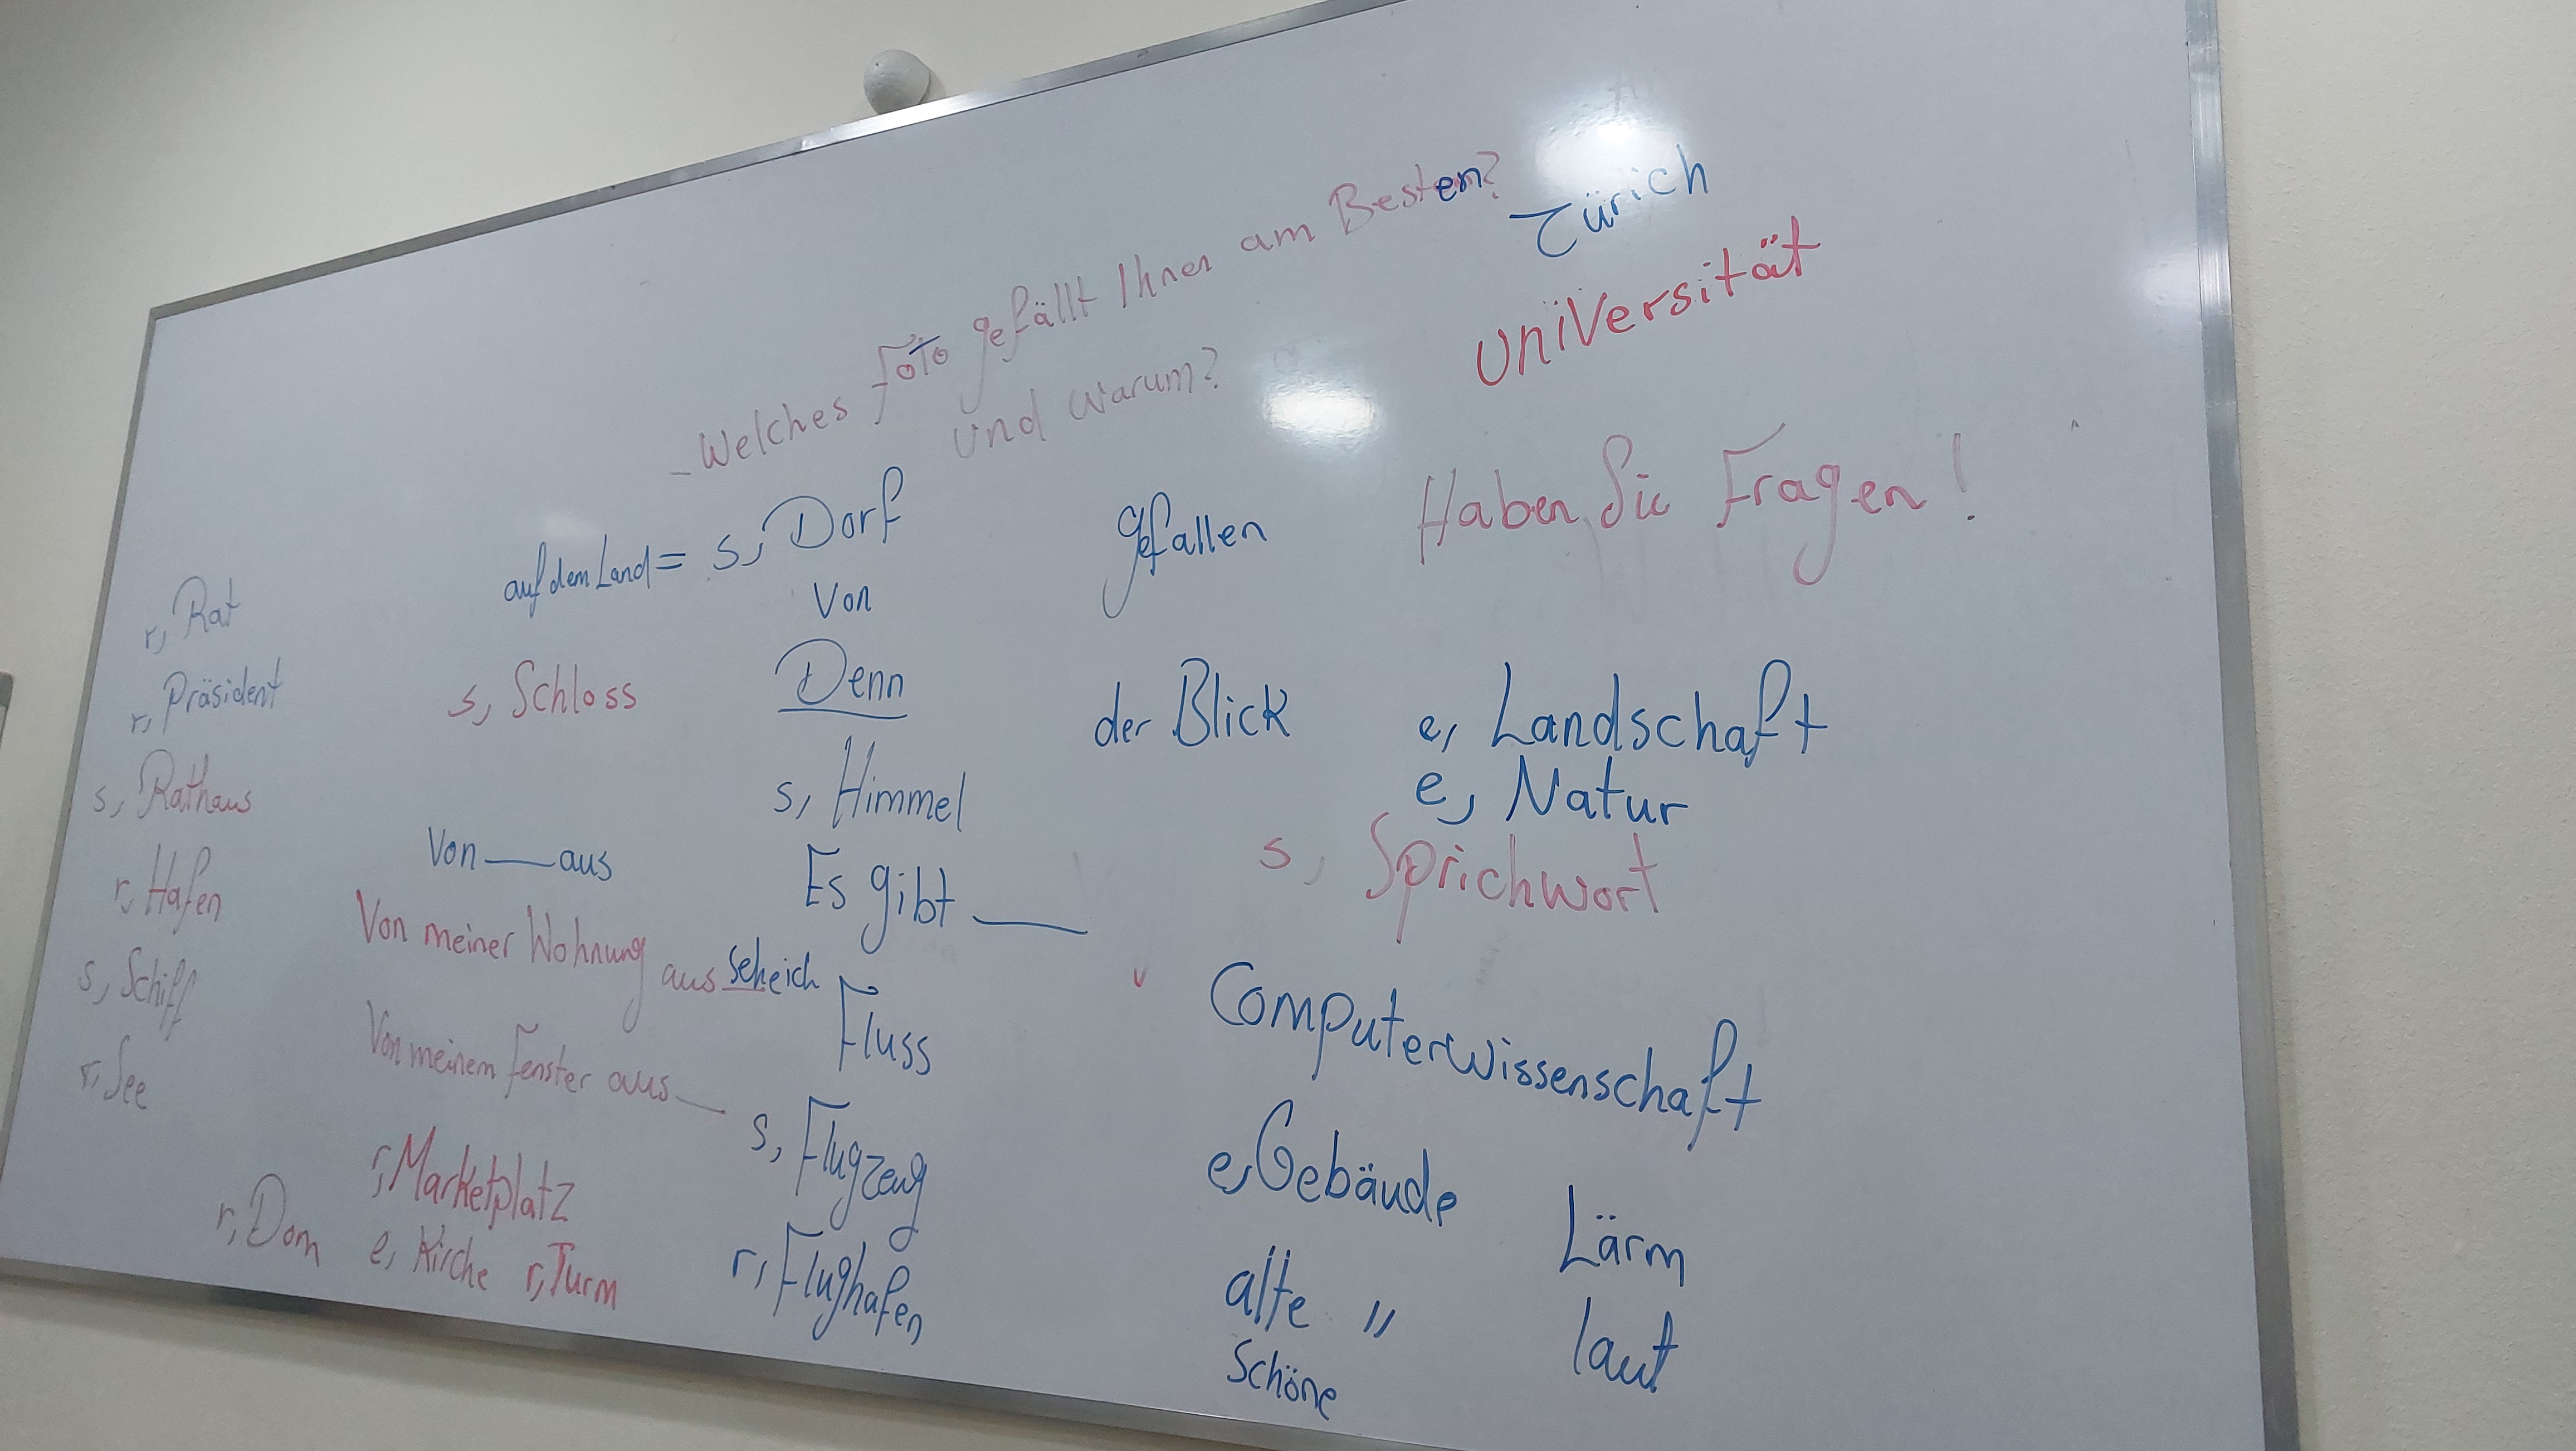 Zürich
Universität
- Welches Foto gefällt Ihnen am Besten?
und warum?
Haben Sie Fragen!
auf dem Land = s, Dorf
Von
gefallen
r, Rat
r, Präsident
s, Rathaus
r, Hafen
s, Schiff
r, See
s, Schloss
Denn
der Blick
e, Landschaft
e, Natur
s, Himmel
s, Sprichwort
Von ___ aus
Es gibt ___
Von meiner Wohnung aus sehe ich
Fluss
Von meinem Fenster aus ___
Computerwissenschaft
s, Flugzeug
r, Flughafen
r, Marketplatz
r, Dom e, Kirche r, Turm
e, Gebäude
alte "
Schöne
Lärm
laut